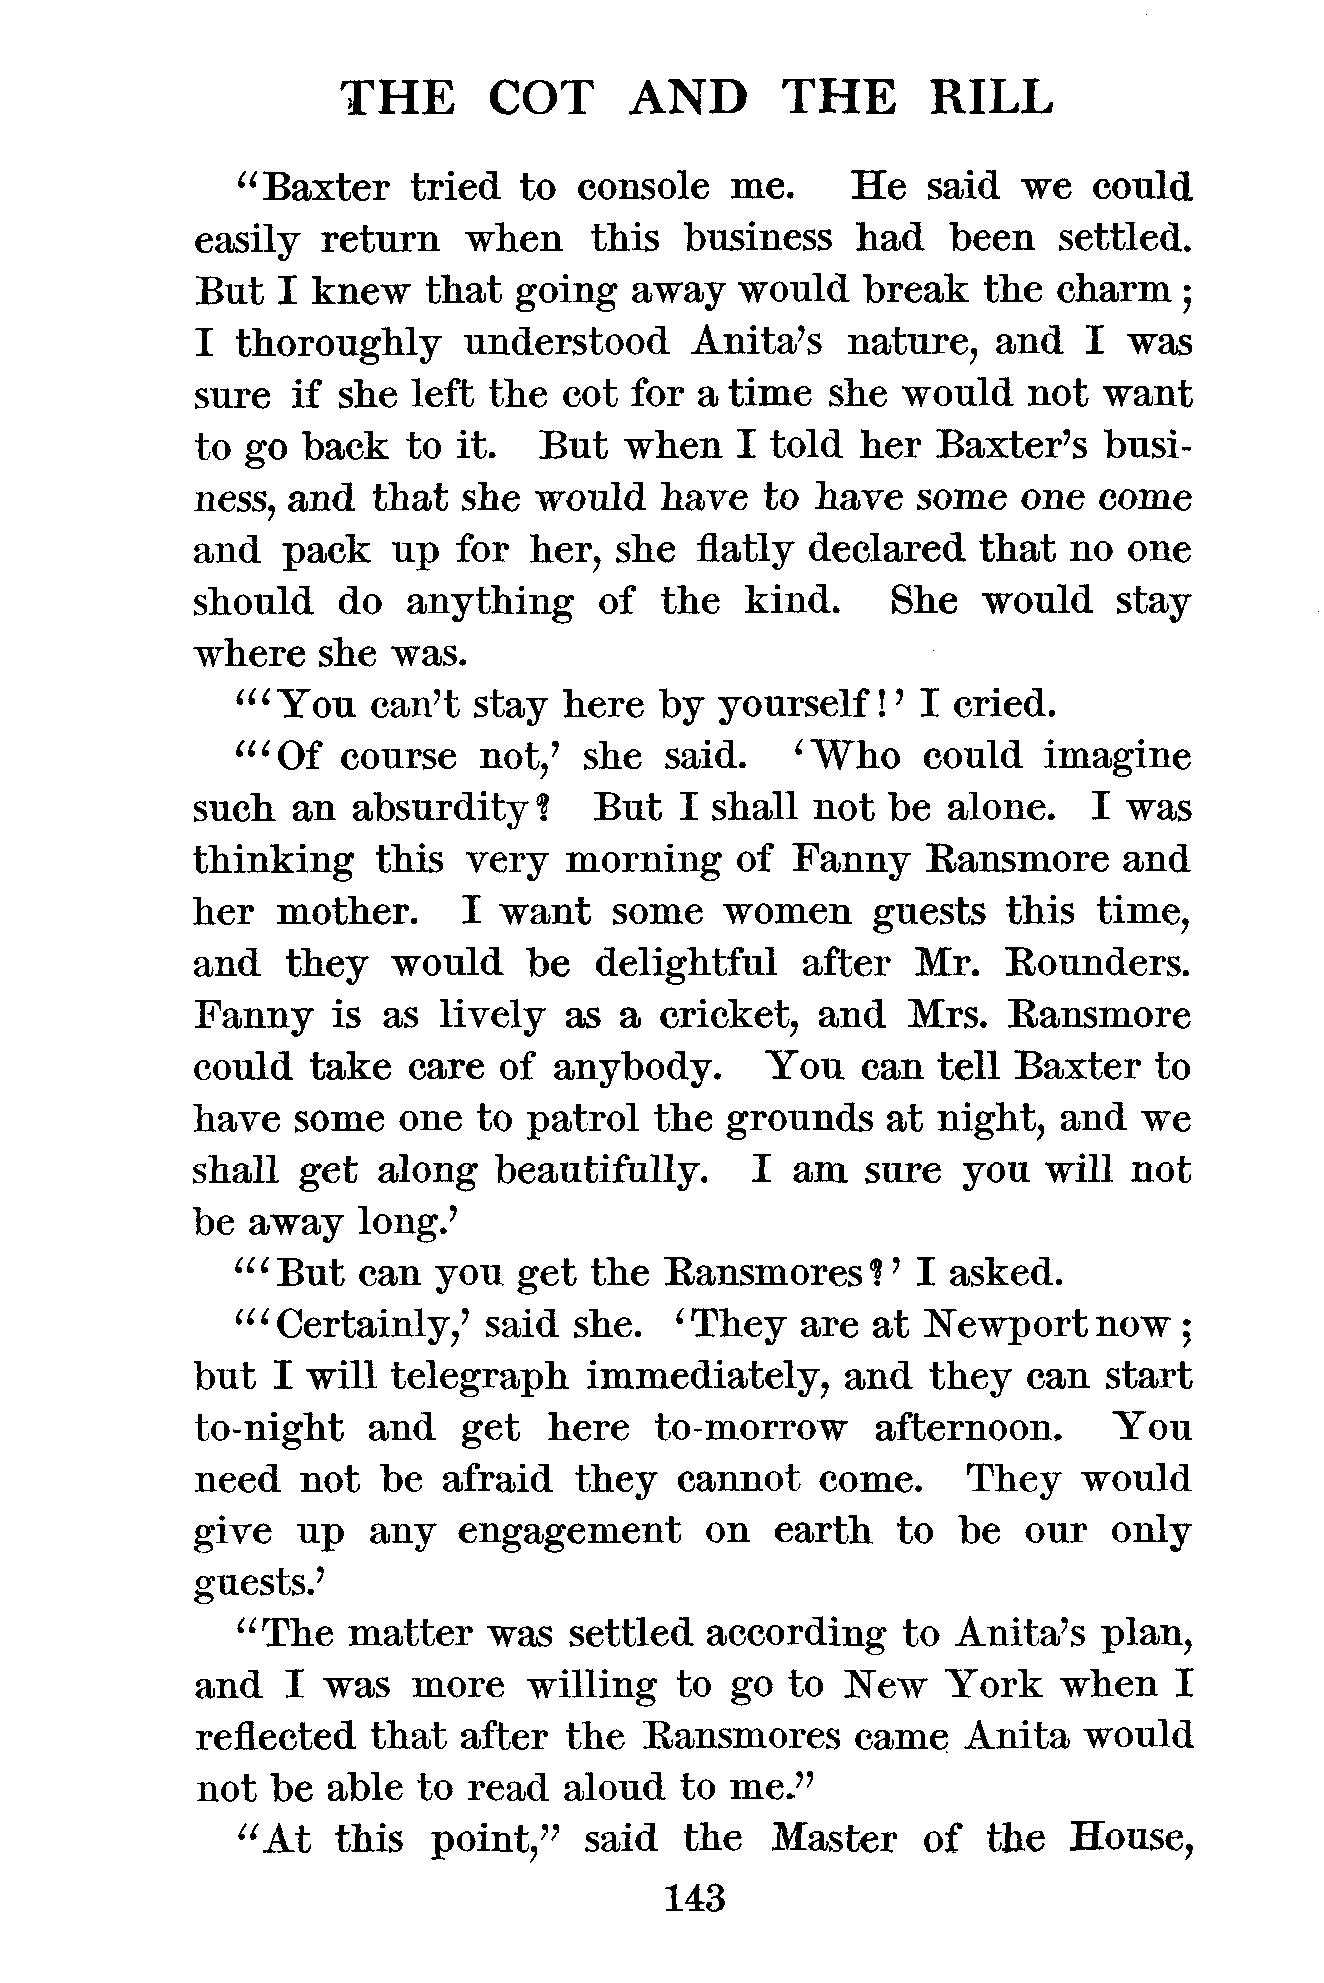 THE COT AND THE RILL
"Baxter tried to console me. He said we could
easily return when this business had been settled.
But I knew that going away would break the charm;
I thoroughly understood Anita's nature, and I was
sure if she left the cot for a time she would not want
to go back to it. But when I told her Baxter's busi-
ness, and that she would have to have some one come
and pack up for her, she flatly declared that no one
should do anything of the kind. She would stay
where she was.
"'You can't stay here by yourself!' I cried.
"'Of course not,' she said. 'Who could imagine
such an absurdity? But I shall not be alone. I was
thinking this very morning of Fanny Ransmore and
her mother. I want some women guests this time,
and they would be delightful after Mr. Rounders.
Fanny is as lively as a cricket, and Mrs. Ransmore
could take care of anybody. You can tell Baxter to
have some one to patrol the grounds at night, and we
shall get along beautifully. I am sure you will not
be away long.'
"'But can you get the Ransmores?' I asked.
"'Certainly,' said she. 'They are at Newport now;
but I will telegraph immediately, and they can start
to-night and get here to-morrow afternoon. You
need not be afraid they cannot come. They would
give up any engagement on earth to be our only
guests.'
"The matter was settled according to Anita's plan,
and I was more willing to go to New York when I
reflected that after the Ransmores came Anita would
not be able to read aloud to me."
"At this point," said the Master of the House,
143